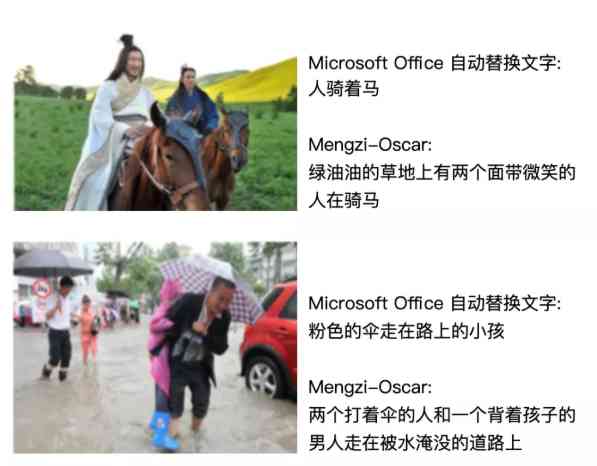 Microsoft Office 自动替换文字:
人骑着马
Mengzi-Oscar:
绿油油的草地上有两个面带微笑的
人在骑马
Microsoft Office 自动替换文字:
粉色的伞走在路上的小孩
Mengzi-Oscar:
两个打着伞的人和一个背着孩子的
男人走在被水淹没的道路上